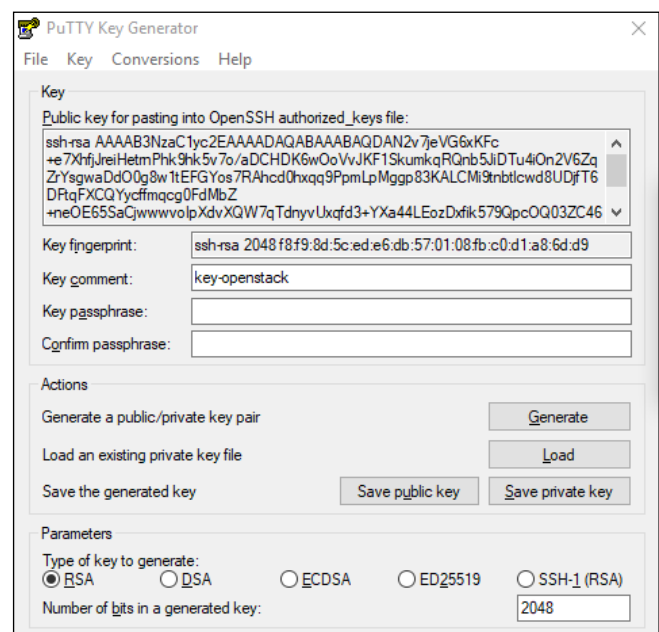 PuTTY Key Generator
File Key Conversions Help
Key
Public key for pasting into OpenSSH authorized_keys file:
ssh-rsa AAAAB3NzaC1yc2EAAAADAQABAAABAQDAN2v7jeVG6xKFc
+e7XhfjJreiHetmPhk9hk5v7o/aDCHDK6wOoVvJKF1SkumkqRQnb5JiDTu4iOn2V6Zq
ZrYsgwaDdO0g8w1tEFGYos7RAhcd0hxqq9PpmLpMggp83KALCMi9tnbtlcwd8UDjfT6
DFtqFXCQYycffmqcg0FdMbZ
+neOE65SaCjwwwvolpXdvXQW7qTdnyvUxqfd3+YXa44LEozDxfik579QpcOQ03ZC46
Key fingerprint: ssh-rsa 2048 f8:f9:8d:5c:ed:e6:db:57:01:08:fb:c0:d1:a8:6d:d9
Key comment: key-openstack
Key passphrase:
Confirm passphrase:
Actions
Generate a public/private key pair Generate
Load an existing private key file Load
Save the generated key Save public key Save private key
Parameters
Type of key to generate:
RSA DSA ECDSA ED25519 SSH-1 (RSA)
Number of bits in a generated key: 2048